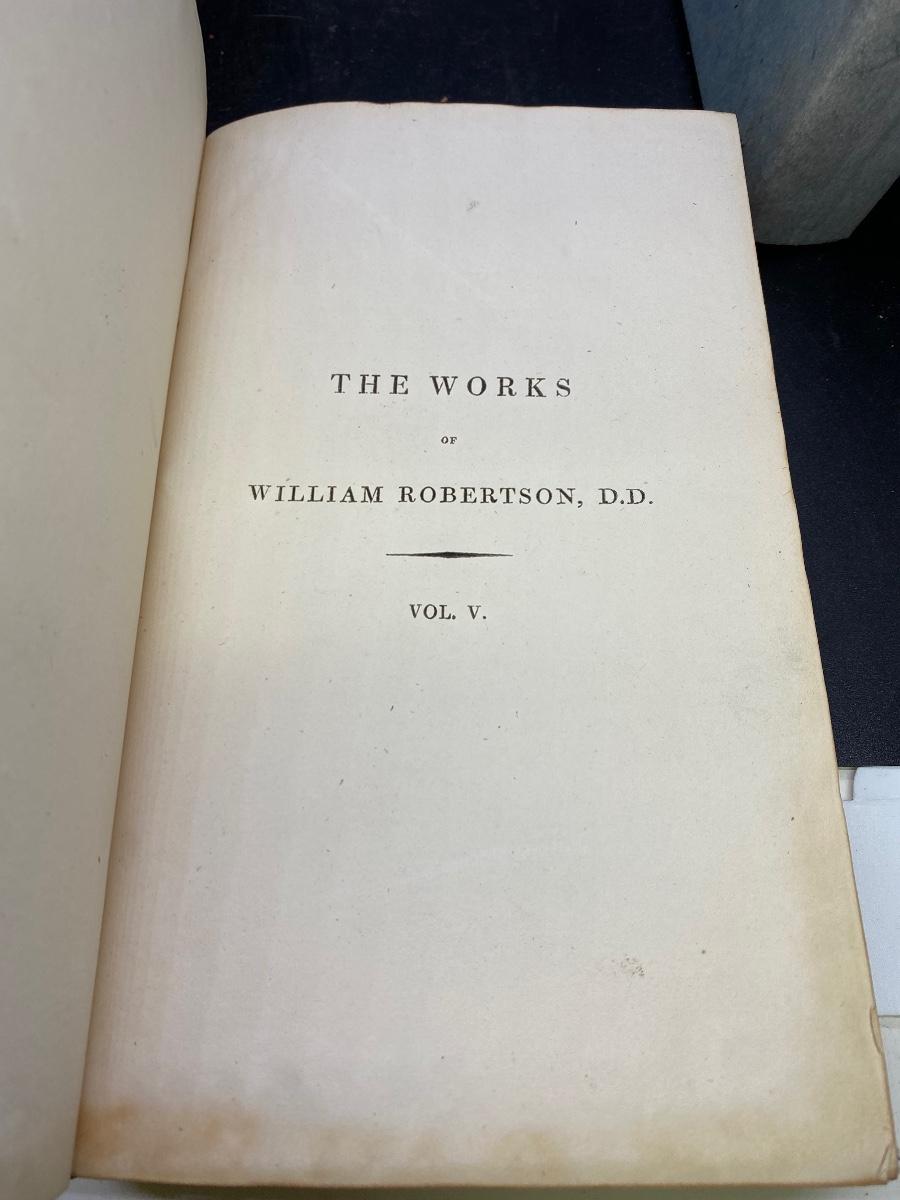 THE WORKS
OF
WILLIAM ROBERTSON, D.D.
VOL. V.